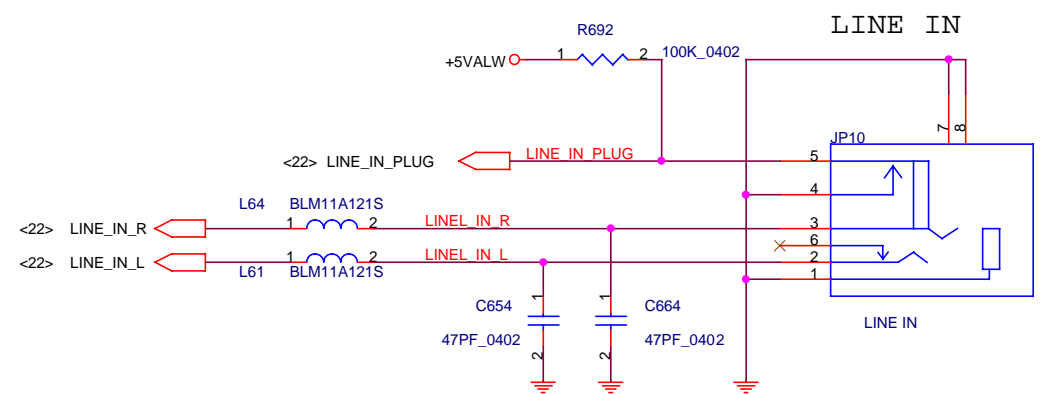 LINE IN
R692
1 2 100K_0402
+5VALW
7 8
JP10
<22> LINE_IN_PLUG LINE_IN_PLUG 5
4
L64 BLM11A121S
<22> LINE_IN_R 1 2 LINEL_IN_R 3
6
<22> LINE_IN_L 1 2 LINEL_IN_L 2
L61 BLM11A121S
1
C654 1 C664 1
47PF_0402 47PF_0402
2 2
LINE IN